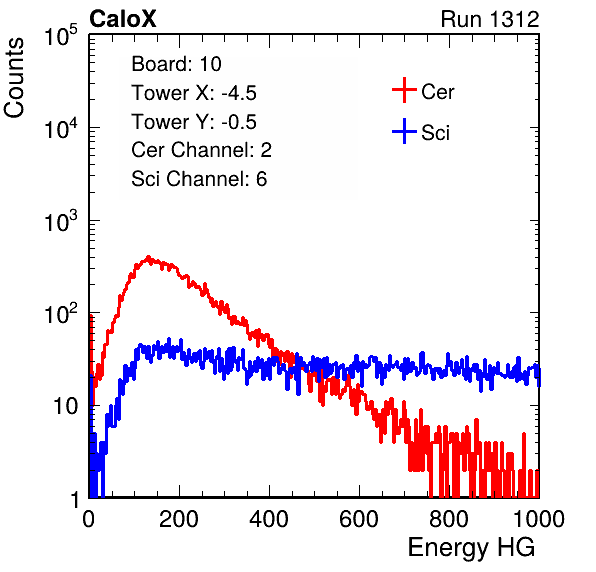 CaloX Run 1312
Counts
10^5
10^4
10^3
10^2
10
1
Board: 10
Tower X: -4.5
Tower Y: -0.5
Cer Channel: 2
Sci Channel: 6
Cer
Sci
0 200 400 600 800 1000
Energy HG